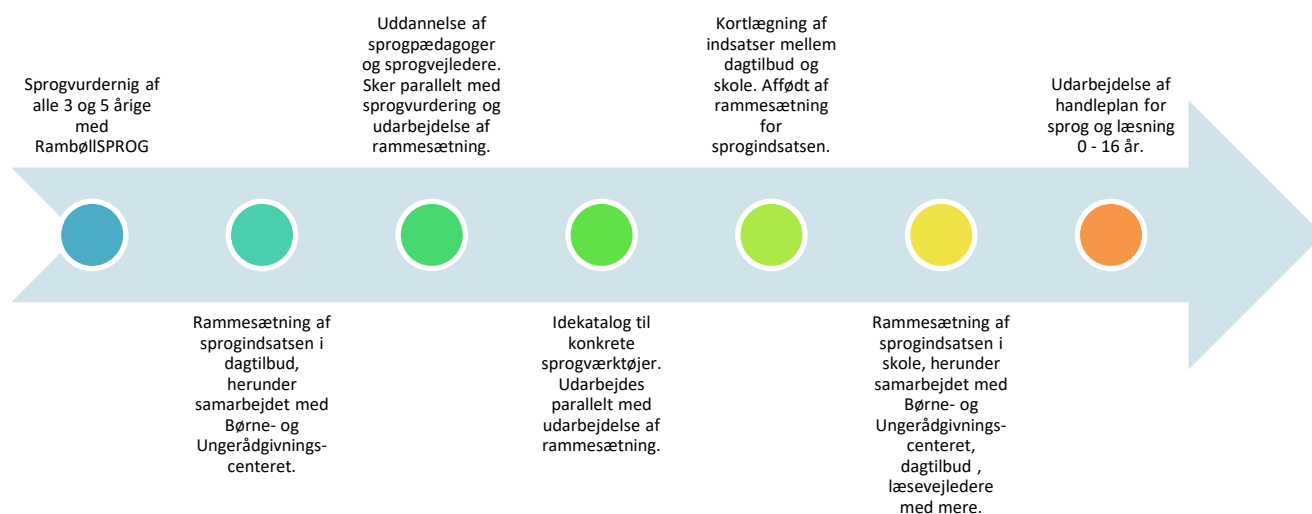 Sprogvurdernig af
alle 3 og 5 årige
med
RambøllSPROG
Rammesætning af
sprogindsatsen i
dagtilbud,
herunder
samarbejdet med
Børne- og
Ungerådgivnings-
centeret.
Uddannelse af
sprogpædagoger
og sprogvejledere.
Sker parallelt med
sprogvurdering og
udarbejdelse af
rammesætning.
Idekatalog til
konkrete
sprogværktøjer.
Udarbejdes
parallelt med
udarbejdelse af
rammesætning.
Kortlægning af
indsatser mellem
dagtilbud og
skole. Affødt af
rammesætning
for
sprogindsatsen.
Rammesætning af
sprogindsatsen i
skole, herunder
samarbejdet med
Børne- og
Ungerådgivnings-
centeret,
dagtilbud ,
læsevejledere
med mere.
Udarbejdelse af
handleplan for
sprog og læsning
0 - 16 år.